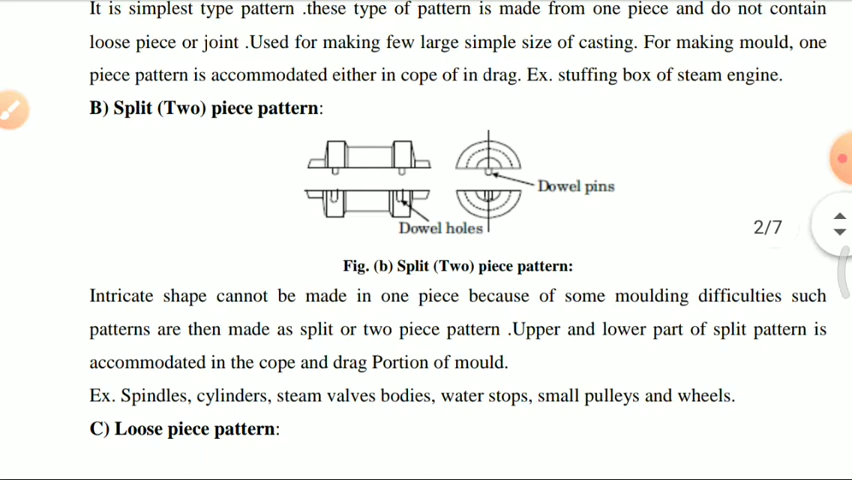 It is simplest type pattern .these type of pattern is made from one piece and do not contain
loose piece or joint .Used for making few large simple size of casting. For making mould, one
piece pattern is accommodated either in cope of in drag. Ex. stuffing box of steam engine.
B) Split (Two) piece pattern:
Dowel pins
Dowel holes
2/7
Fig. (b) Split (Two) piece pattern:
Intricate shape cannot be made in one piece because of some moulding difficulties such
patterns are then made as split or two piece pattern .Upper and lower part of split pattern is
accommodated in the cope and drag Portion of mould.
Ex. Spindles, cylinders, steam valves bodies, water stops, small pulleys and wheels.
C) Loose piece pattern: